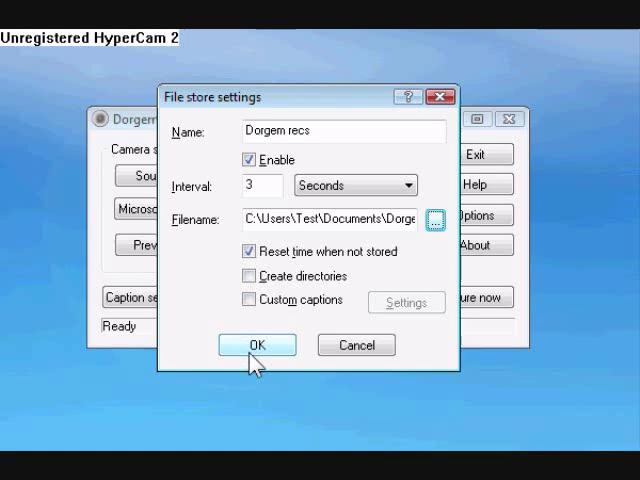 Unregistered HyperCam 2
File store settings
Dorgem
Name: Dorgem recs
Camera s
Enable
Exit
Sou
Interval: 3 Seconds
Help
Microso
Filename: C:\Users\Test\Documents\Dorge ...
ptions
Prev
Reset time when not stored
About
Create directories
Caption se
Custom captions
Settings
ure now
Ready
OK
Cancel